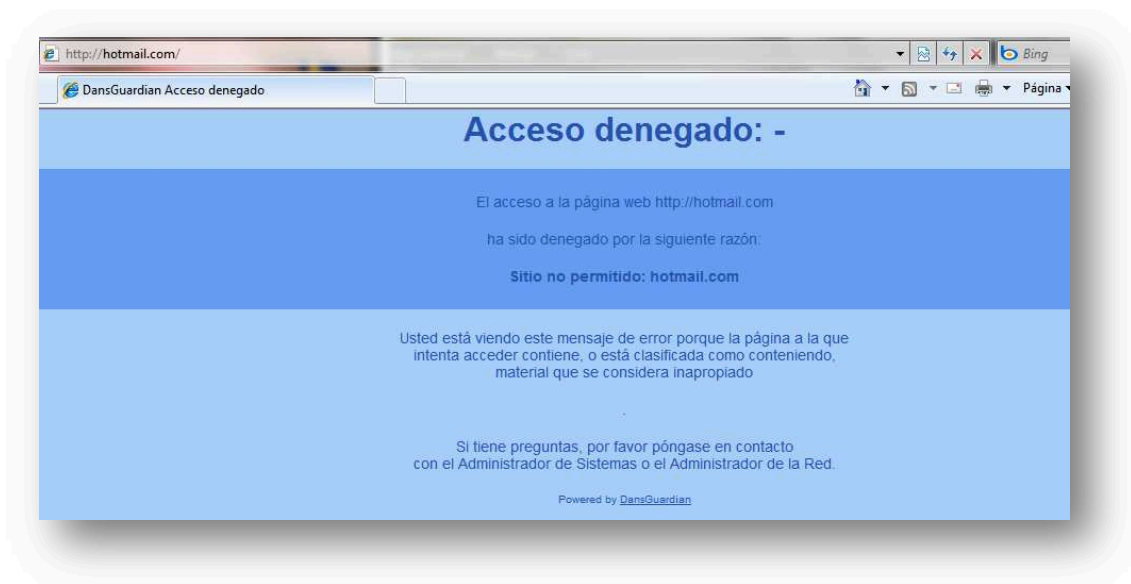 http://hotmail.com/
Bing
DansGuardian Acceso denegado
Página
Acceso denegado: -
El acceso a la página web http://hotmail.com
ha sido denegado por la siguiente razón:
Sitio no permitido: hotmail.com
Usted está viendo este mensaje de error porque la página a la que
intenta acceder contiene, o está clasificada como conteniendo,
material que se considera inapropiado
.
Si tiene preguntas, por favor póngase en contacto
con el Administrador de Sistemas o el Administrador de la Red.
Powered by DansGuardian